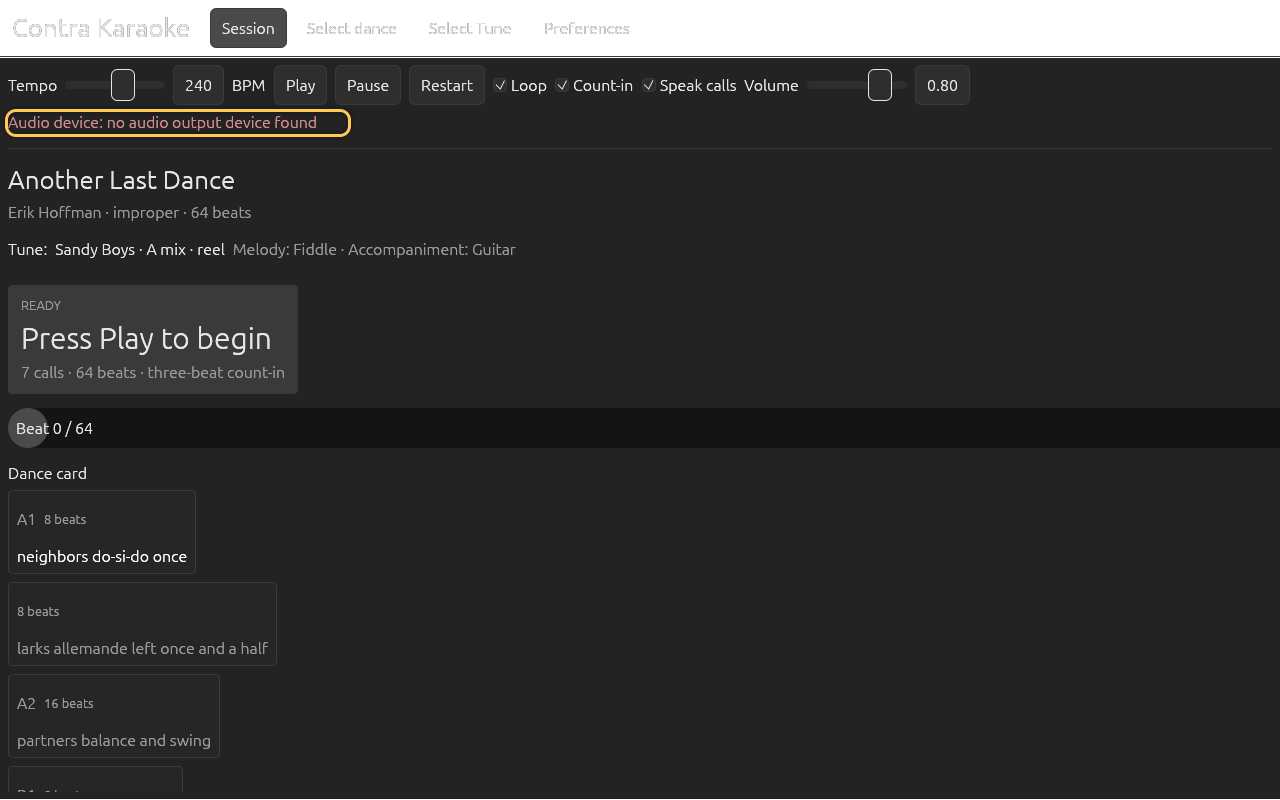 Contra Karaoke Session Select dance Select Tune Preferences
Tempo 240 BPM Play Pause Restart Loop Count-in Speak calls Volume 0.80
Audio device: no audio output device found
Another Last Dance
Erik Hoffman · improper · 64 beats
Tune: Sandy Boys · A mix · reel Melody: Fiddle · Accompaniment: Guitar
READY
Press Play to begin
7 calls · 64 beats · three-beat count-in
Beat 0 / 64
Dance card
A1 8 beats
neighbors do-si-do once
8 beats
larks allemande left once and a half
A2 16 beats
partners balance and swing